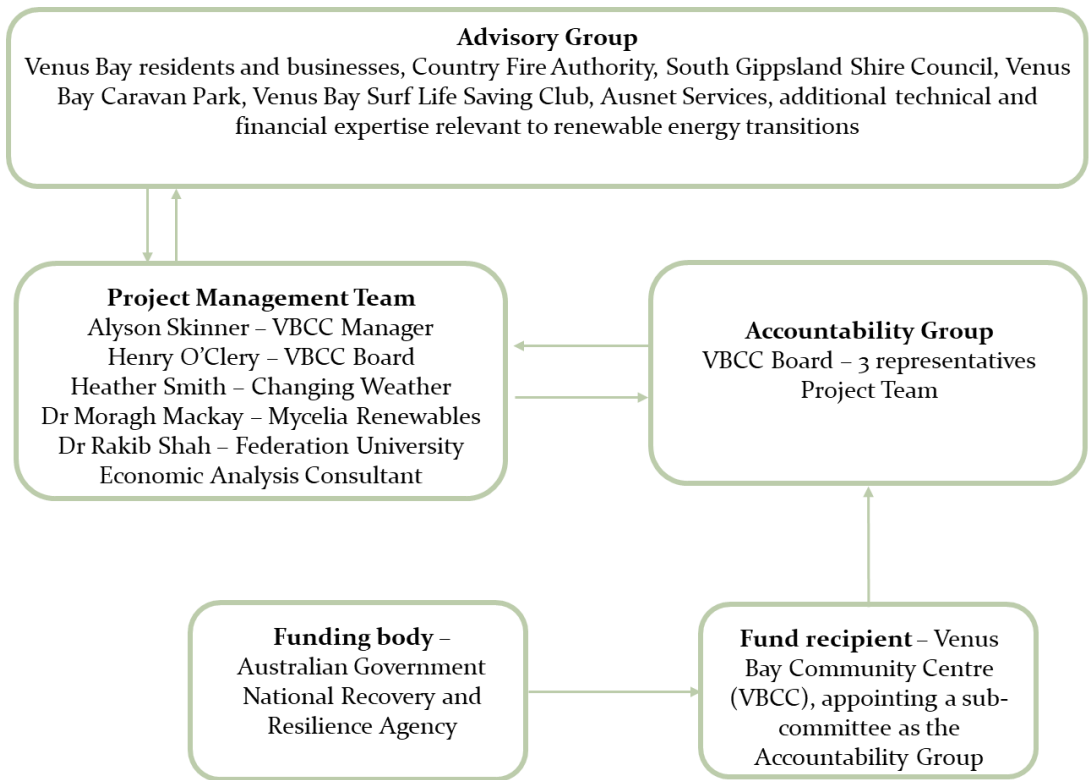 Advisory Group
Venus Bay residents and businesses, Country Fire Authority, South Gippsland Shire Council, Venus
Bay Caravan Park, Venus Bay Surf Life Saving Club, Ausnet Services, additional technical and
financial expertise relevant to renewable energy transitions
Project Management Team
Alyson Skinner – VBCC Manager
Henry O’Clery – VBCC Board
Heather Smith – Changing Weather
Dr Moragh Mackay – Mycelia Renewables
Dr Rakib Shah – Federation University
Economic Analysis Consultant
Accountability Group
VBCC Board – 3 representatives
Project Team
Funding body –
Australian Government
National Recovery and
Resilience Agency
Fund recipient – Venus
Bay Community Centre
(VBCC), appointing a sub-
committee as the
Accountability Group